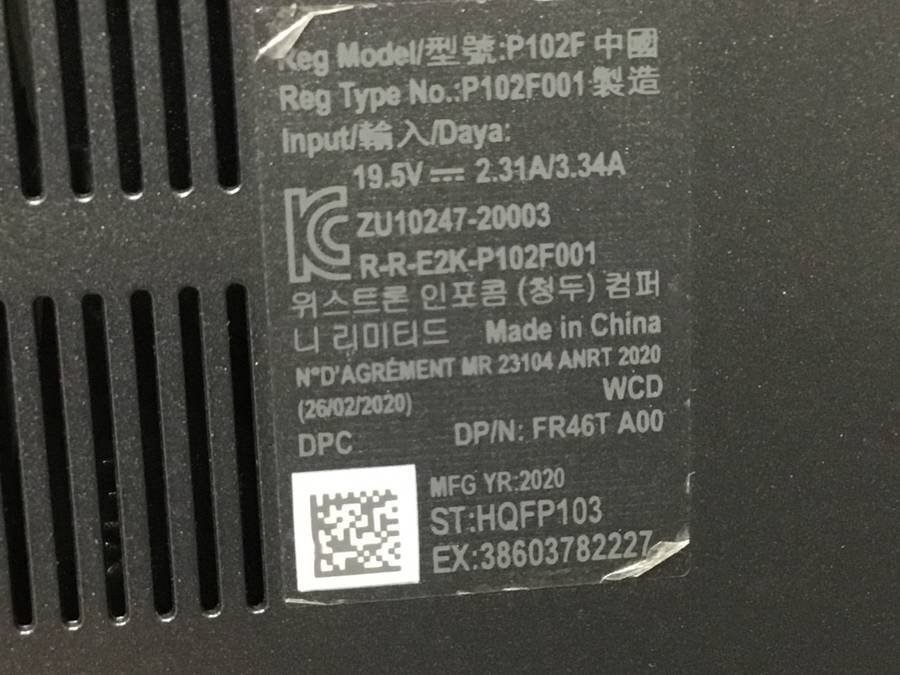 Reg Model/型號:P102F 中國
Reg Type No.:P102F001 製造
Input/輸入/Daya:
19.5V ⎓ 2.31A/3.34A
ZU10247-20003
R-R-E2K-P102F001
위스트론 인포콤 (청두) 컴퍼
니 리미티드 Made in China
N°D'AGRÉMENT MR 23104 ANRT 2020
(26/02/2020) WCD
DPC DP/N: FR46T A00
MFG YR:2020
ST:HQFP103
EX:38603782227